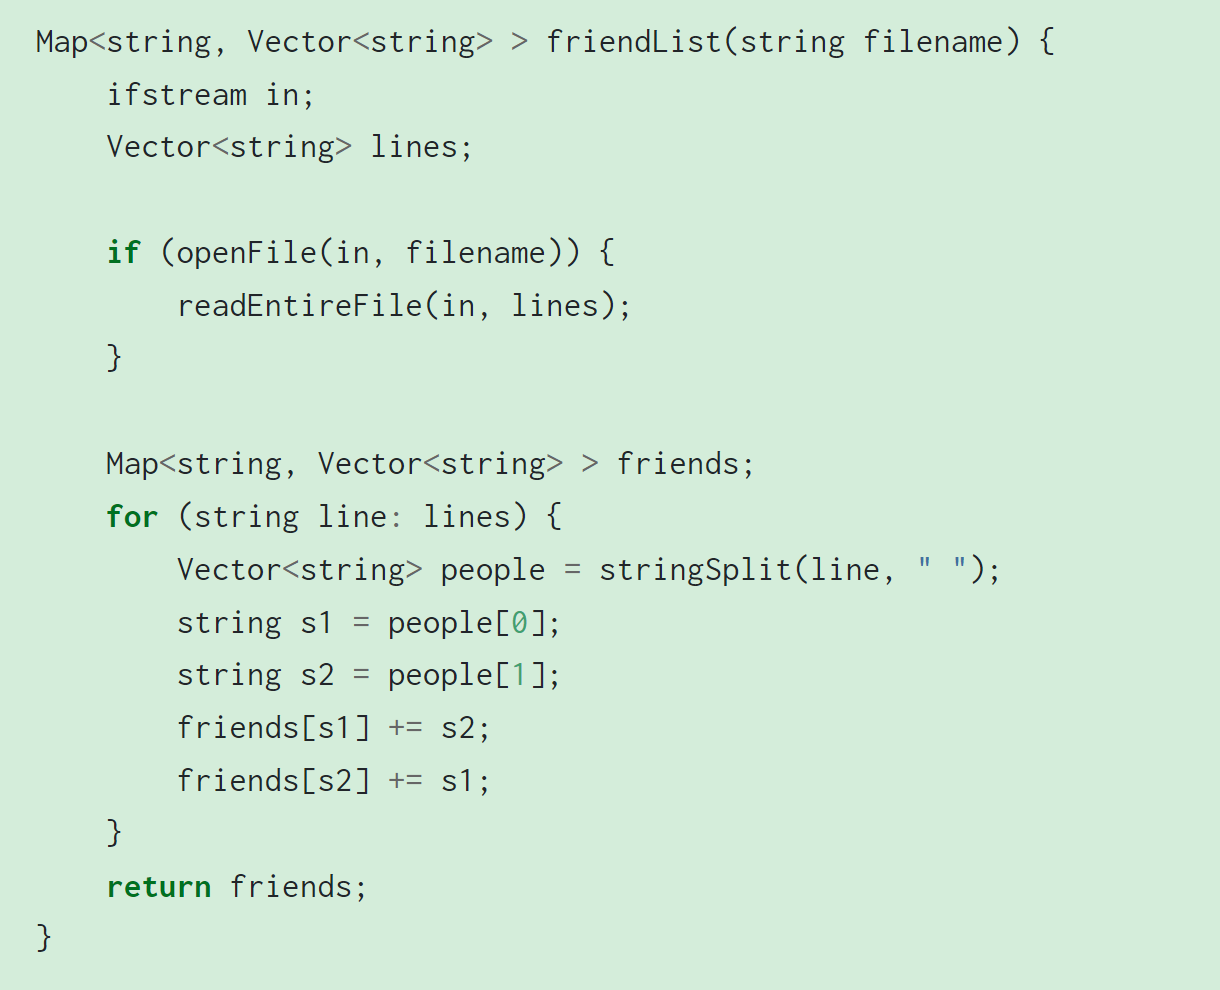 Map<string, Vector<string> > friendList(string filename) {
    ifstream in;
    Vector<string> lines;

    if (openFile(in, filename)) {
        readEntireFile(in, lines);
    }

    Map<string, Vector<string> > friends;
    for (string line: lines) {
        Vector<string> people = stringSplit(line, " ");
        string s1 = people[0];
        string s2 = people[1];
        friends[s1] += s2;
        friends[s2] += s1;
    }
    return friends;
}